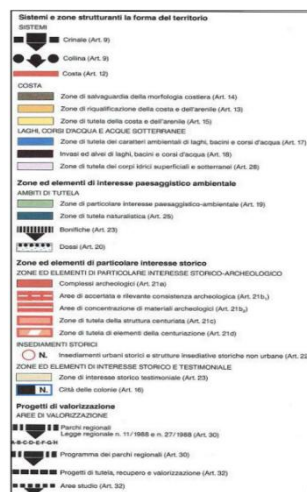 Sistemi e zone strutturanti la forma del territorio
SISTEMI
Crinale (Art. 9)
Collina (Art. 9)
Costa (Art. 12)
COSTA
Zone di salvaguardia della morfologia costiera (Art. 14)
Zone di riqualificazione della costa e dell'arenile (Art. 13)
Zone di tutela della costa e dell'arenile (Art. 15)
LAGHI, CORSI D'ACQUA E ACQUE SOTTERRANEE
Zone di tutela dei caratteri ambientali di laghi, bacini e corsi d'acqua (Art. 17)
Invasi ed alvei di laghi, bacini e corsi d'acqua (Art. 18)
Zone di tutela dei corpi idrici superficiali e sotterranei (Art. 28)
Zone ed elementi di interesse paesaggistico ambientale
AMBITI DI TUTELA
Zone di particolare interesse paesaggistico-ambientale (Art. 19)
Zone di tutela naturalistica (Art. 25)
Bonifiche (Art. 23)
Dossi (Art. 20)
Zone ed elementi di particolare interesse storico
ZONE ED ELEMENTI DI PARTICOLARE INTERESSE STORICO-ARCHEOLOGICO
Complessi archeologici (Art. 21a)
Aree di accertata e rilevante consistenza archeologica (Art. 21b₁)
Aree di concentrazione di materiali archeologici (Art. 21b₂)
Zone di tutela della struttura centuriata (Art. 21c)
Zone di tutela di elementi della centuriazione (Art. 21d)
INSEDIAMENTI STORICI
N. Insediamenti urbani storici e strutture insediative storiche non urbane (Art. 22
ZONE ED ELEMENTI DI INTERESSE STORICO E TESTIMONIALE
Zone di interesse storico testimoniale (Art. 23)
N. Città delle colonie (Art. 16)
Progetti di valorizzazione
AREE DI VALORIZZAZIONE
Parchi regionali
Legge regionale n. 11/1988 e n. 27/1988 (Art. 30)
A-B-C-D-E-F-G-H
Programma dei parchi regionali (Art. 30)
Progetti di tutela, recupero e valorizzazione (Art. 32)
Aree studio (Art. 32)